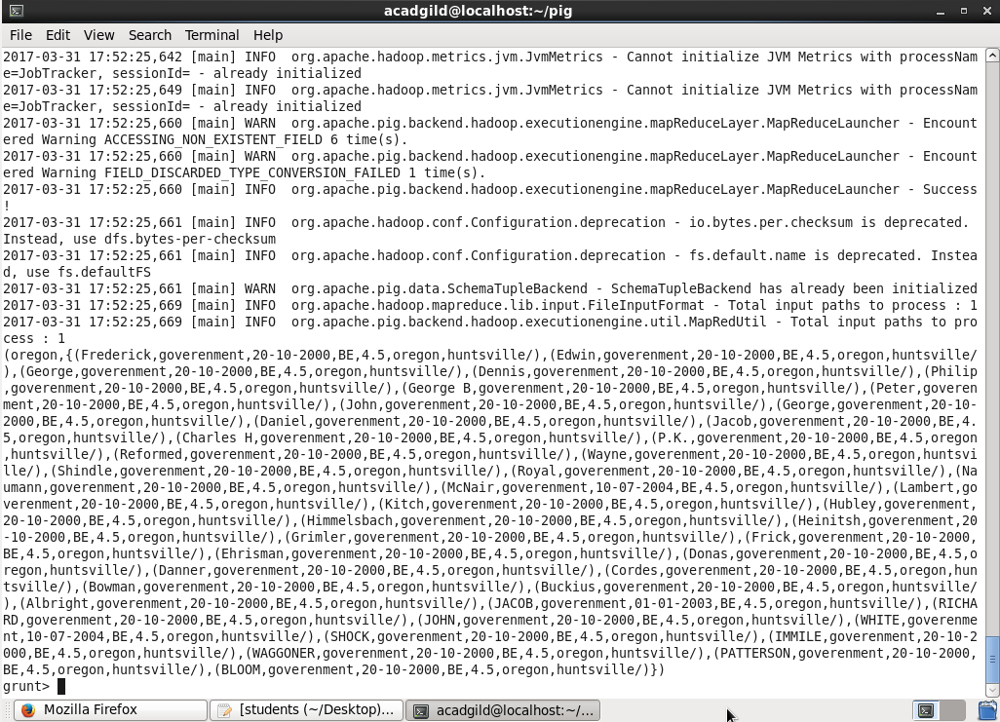 acadgild@localhost:~/pig
File Edit View Search Terminal Help
2017-03-31 17:52:25,642 [main] INFO  org.apache.hadoop.metrics.jvm.JvmMetrics - Cannot initialize JVM Metrics with processNam
e=JobTracker, sessionId= - already initialized
2017-03-31 17:52:25,649 [main] INFO  org.apache.hadoop.metrics.jvm.JvmMetrics - Cannot initialize JVM Metrics with processNam
e=JobTracker, sessionId= - already initialized
2017-03-31 17:52:25,660 [main] WARN  org.apache.pig.backend.hadoop.executionengine.mapReduceLayer.MapReduceLauncher - Encount
ered Warning ACCESSING_NON_EXISTENT_FIELD 6 time(s).
2017-03-31 17:52:25,660 [main] WARN  org.apache.pig.backend.hadoop.executionengine.mapReduceLayer.MapReduceLauncher - Encount
ered Warning FIELD_DISCARDED_TYPE_CONVERSION_FAILED 1 time(s).
2017-03-31 17:52:25,660 [main] INFO  org.apache.pig.backend.hadoop.executionengine.mapReduceLayer.MapReduceLauncher - Success
!
2017-03-31 17:52:25,661 [main] INFO  org.apache.hadoop.conf.Configuration.deprecation - io.bytes.per.checksum is deprecated.
Instead, use dfs.bytes-per-checksum
2017-03-31 17:52:25,661 [main] INFO  org.apache.hadoop.conf.Configuration.deprecation - fs.default.name is deprecated. Instea
d, use fs.defaultFS
2017-03-31 17:52:25,661 [main] WARN  org.apache.pig.data.SchemaTupleBackend - SchemaTupleBackend has already been initialized
2017-03-31 17:52:25,669 [main] INFO  org.apache.hadoop.mapreduce.lib.input.FileInputFormat - Total input paths to process : 1
2017-03-31 17:52:25,669 [main] INFO  org.apache.pig.backend.hadoop.executionengine.util.MapRedUtil - Total input paths to pro
cess : 1
(oregon,{(Frederick,goverenment,20-10-2000,BE,4.5,oregon,huntsville/),(Edwin,goverenment,20-10-2000,BE,4.5,oregon,huntsville/
),(George,goverenment,20-10-2000,BE,4.5,oregon,huntsville/),(Dennis,goverenment,20-10-2000,BE,4.5,oregon,huntsville/),(Philip
,goverenment,20-10-2000,BE,4.5,oregon,huntsville/),(George B,goverenment,20-10-2000,BE,4.5,oregon,huntsville/),(Peter,goveren
ment,20-10-2000,BE,4.5,oregon,huntsville/),(John,goverenment,20-10-2000,BE,4.5,oregon,huntsville/),(George,goverenment,20-10-
2000,BE,4.5,oregon,huntsville/),(Daniel,goverenment,20-10-2000,BE,4.5,oregon,huntsville/),(Jacob,goverenment,20-10-2000,BE,4.
5,oregon,huntsville/),(Charles H,goverenment,20-10-2000,BE,4.5,oregon,huntsville/),(P.K.,goverenment,20-10-2000,BE,4.5,oregon
,huntsville/),(Reformed,goverenment,20-10-2000,BE,4.5,oregon,huntsville/),(Wayne,goverenment,20-10-2000,BE,4.5,oregon,huntsvi
lle/),(Shindle,goverenment,20-10-2000,BE,4.5,oregon,huntsville/),(Royal,goverenment,20-10-2000,BE,4.5,oregon,huntsville/),(Na
umann,goverenment,20-10-2000,BE,4.5,oregon,huntsville/),(McNair,goverenment,10-07-2004,BE,4.5,oregon,huntsville/),(Lambert,go
verenment,20-10-2000,BE,4.5,oregon,huntsville/),(Kitch,goverenment,20-10-2000,BE,4.5,oregon,huntsville/),(Hubley,goverenment,
20-10-2000,BE,4.5,oregon,huntsville/),(Himmelsbach,goverenment,20-10-2000,BE,4.5,oregon,huntsville/),(Heinitsh,goverenment,20
-10-2000,BE,4.5,oregon,huntsville/),(Grimler,goverenment,20-10-2000,BE,4.5,oregon,huntsville/),(Frick,goverenment,20-10-2000,
BE,4.5,oregon,huntsville/),(Ehrisman,goverenment,20-10-2000,BE,4.5,oregon,huntsville/),(Donas,goverenment,20-10-2000,BE,4.5,o
regon,huntsville/),(Danner,goverenment,20-10-2000,BE,4.5,oregon,huntsville/),(Cordes,goverenment,20-10-2000,BE,4.5,oregon,hun
tsville/),(Bowman,goverenment,20-10-2000,BE,4.5,oregon,huntsville/),(Buckius,goverenment,20-10-2000,BE,4.5,oregon,huntsville/
),(Albright,goverenment,20-10-2000,BE,4.5,oregon,huntsville/),(JACOB,goverenment,01-01-2003,BE,4.5,oregon,huntsville/),(RICHA
RD,goverenment,20-10-2000,BE,4.5,oregon,huntsville/),(JOHN,goverenment,20-10-2000,BE,4.5,oregon,huntsville/),(WHITE,governme
nt,10-07-2004,BE,4.5,oregon,huntsville/),(SHOCK,goverenment,20-10-2000,BE,4.5,oregon,huntsville/),(IMMILE,goverenment,20-10-2
000,BE,4.5,oregon,huntsville/),(WAGGONER,goverenment,20-10-2000,BE,4.5,oregon,huntsville/),(PATTERSON,goverenment,20-10-2000,
BE,4.5,oregon,huntsville/),(BLOOM,goverenment,20-10-2000,BE,4.5,oregon,huntsville/)})
grunt>
Mozilla Firefox [students (~/Desktop)... acadgild@localhost:~/...